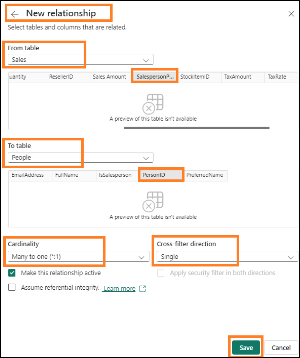 New relationship
Select tables and columns that are related.
From table
Sales
uantity ResellerID Sales Amount SalespersonP... StockItemID TaxAmount TaxRate
A preview of this table isn't available
To table
People
EmailAddress FullName IsSalesperson PersonID PreferredName
A preview of this table isn't available
Cardinality Cross-filter direction
Many to one (*:1) Single
Make this relationship active Apply security filter in both directions
Assume referential integrity. Learn more
Save Cancel